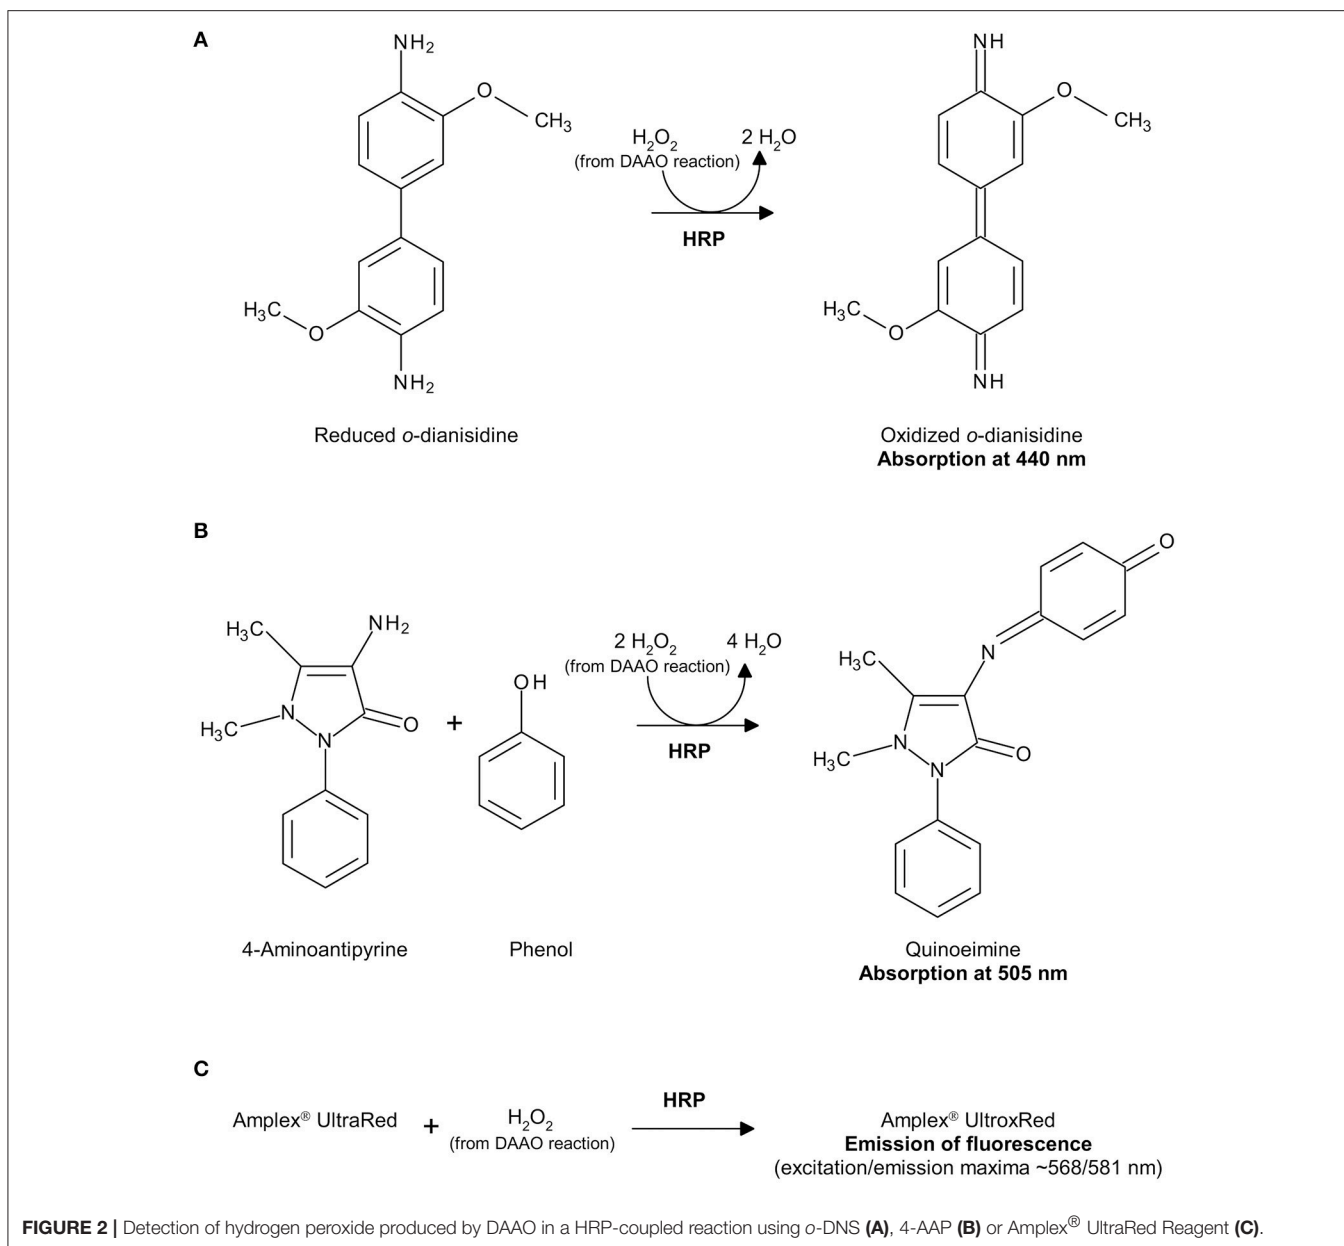 A
NH2
O
CH3
H2O2
2 H2O
(from DAAO reaction)
HRP
H3C
O
NH2
Reduced o-dianisidine
NH
O
CH3
H3C
O
NH
Oxidized o-dianisidine
Absorption at 440 nm
B
H3C
NH2
H3C
N
N
O
+
OH
2 H2O2
4 H2O
(from DAAO reaction)
HRP
O
N
H3C
H3C
N
N
O
4-Aminoantipyrine
Phenol
Quinoeimine
Absorption at 505 nm
C
Amplex® UltraRed
+
H2O2
(from DAAO reaction)
HRP
Amplex® UltroxRed
Emission of fluorescence
(excitation/emission maxima ~568/581 nm)
FIGURE 2 | Detection of hydrogen peroxide produced by DAAO in a HRP-coupled reaction using o-DNS (A), 4-AAP (B) or Amplex® UltraRed Reagent (C).